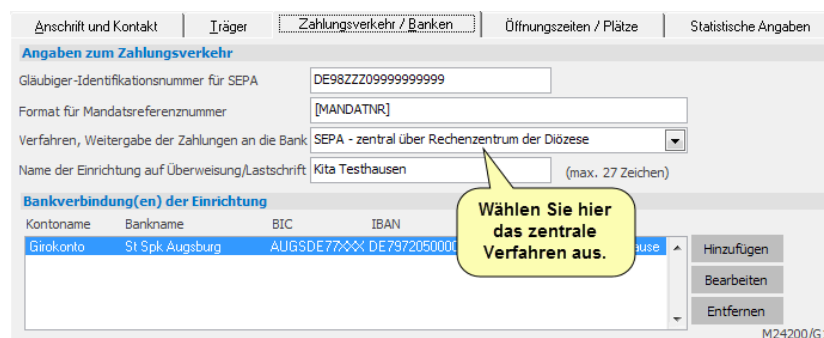 Anschrift und Kontakt Träger Zahlungsverkehr / Banken Öffnungszeiten / Plätze Statistische Angaben
Angaben zum Zahlungsverkehr
Gläubiger-Identifikationsnummer für SEPA DE98ZZZ09999999999
Format für Mandatsreferenznummer [MANDATNR]
Verfahren, Weitergabe der Zahlungen an die Bank SEPA - zentral über Rechenzentrum der Diözese
Name der Einrichtung auf Überweisung/Lastschrift Kita Testhausen (max. 27 Zeichen)
Bankverbindung(en) der Einrichtung
Kontoname Bankname BIC IBAN
Girokonto St Spk Augsburg AUGSDE77XXX DE7972050000
Wählen Sie hier
das zentrale
Verfahren aus.
Hinzufügen
Bearbeiten
Entfernen